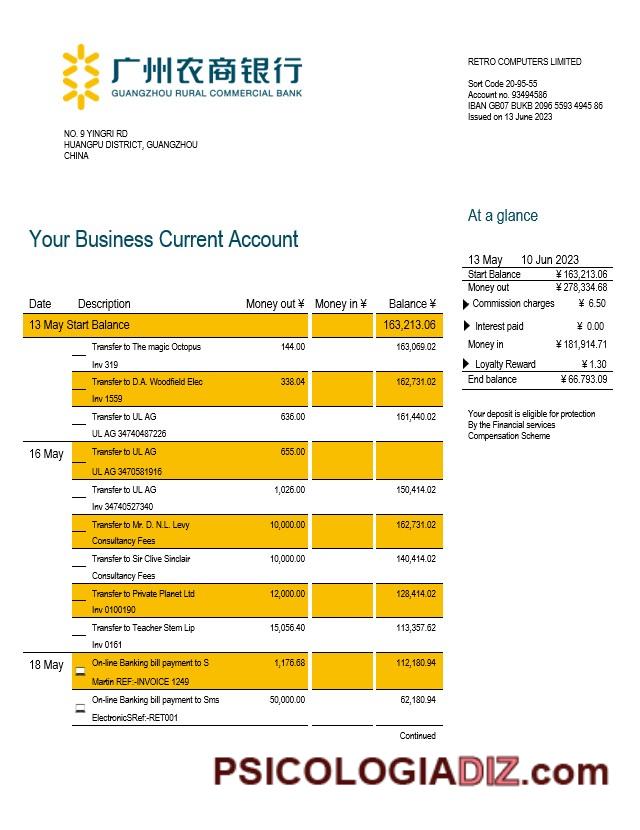 广州农商银行
GUANGZHOU RURAL COMMERCIAL BANK
RETRO COMPUTERS LIMITED
Sort Code 20-95-55
Account no. 93494586
IBAN GB07 BUKB 2096 5593 4945 86
Issued on 13 June 2023
NO. 9 YINGRI RD
HUANGPU DISTRICT, GUANGZHOU
CHINA
At a glance
Your Business Current Account
13 May 10 Jun 2023
Start Balance ¥ 163,213.06
Money out ¥ 278,334.68
Commission charges ¥ 6.50
Interest paid ¥ 0.00
Money in ¥ 181,914.71
Loyalty Reward ¥ 1.30
End balance ¥ 66.793.09
Your deposit is eligible for protection
By the Financial services
Compensation Scheme
Date Description Money out ¥ Money in ¥ Balance ¥
13 May Start Balance 163,213.06
Transfer to The magic Octopus 144.00 163,069.02
Inv 319
Transfer to D.A. Woodfield Elec 338.04 162,731.02
Inv 1559
Transfer to UL AG 636.00 161,440.02
UL AG 34740487226
16 May Transfer to UL AG 655.00
UL AG 3470581916
Transfer to UL AG 1,026.00 150,414.02
Inv 34740527340
Transfer to Mr. D. N.L. Levy 10,000.00 162,731.02
Consultancy Fees
Transfer to Sir Clive Sinclair 10,000.00 140,414.02
Consultancy Fees
Transfer to Private Planet Ltd 12,000.00 128,414.02
Inv 0100190
Transfer to Teacher Stem Lip 15,056.40 113,357.62
Inv 0161
18 May On-line Banking bill payment to S 1,176.68 112,180.94
Martin REF:-INVOICE 1249
On-line Banking bill payment to Sms 50,000.00 62,180.94
ElectronicSRef:-RET001
Continued
PSICOLOGIADIZ.com